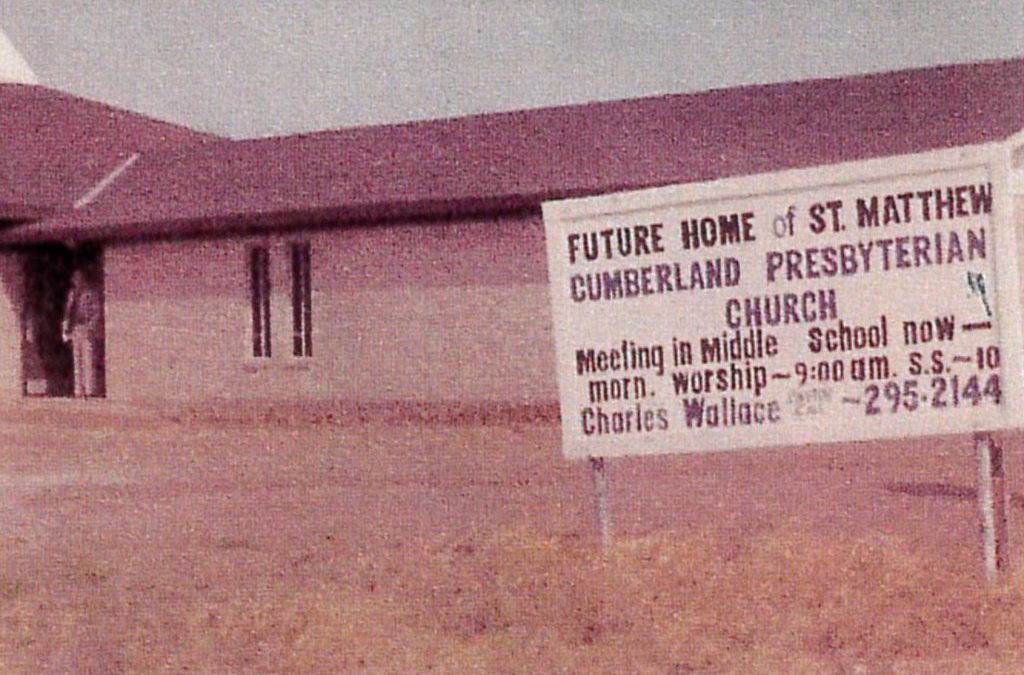 FUTURE HOME of ST. MATTHEW
CUMBERLAND PRESBYTERIAN
CHURCH
Meeting in Middle School now —
morn. worship ~ 9:00 am. S.S. ~ 10
Charles Wallace ~ 295-2144